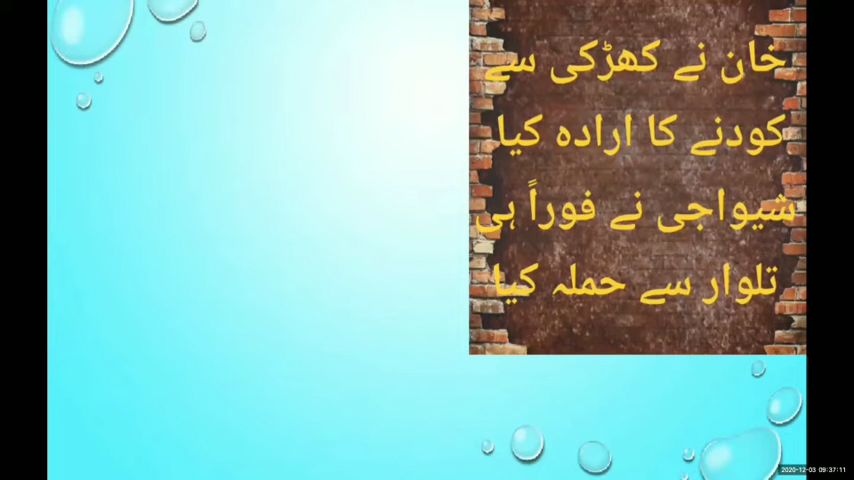 خان نے کھڑکی سے
کودنے کا ارادہ کیا
شیواجی نے فوراً ہی
تلوار سے حملہ کیا
2020-12-03 09:37:11